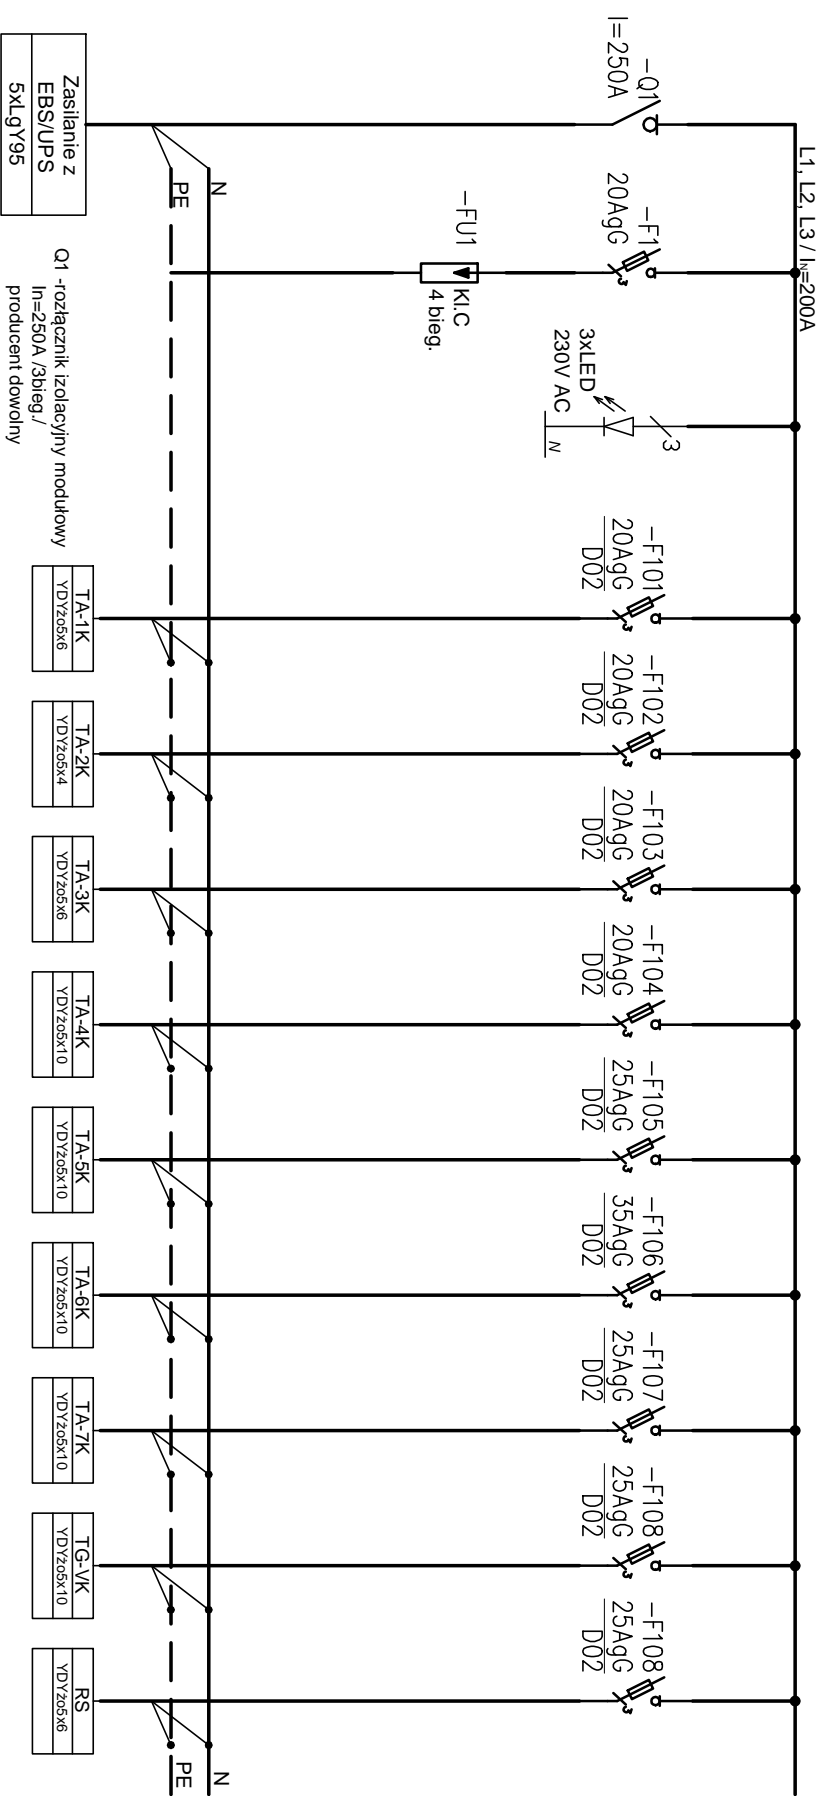 L1, L2, L3 / IN=200A
-Q1
I=250A
-F1
20AgG
-FU1
Kl.C
4 bieg.
3xLED
230V AC
3
N
-F101
20AgG
D02
-F102
20AgG
D02
-F103
20AgG
D02
-F104
20AgG
D02
-F105
25AgG
D02
-F106
35AgG
D02
-F107
25AgG
D02
-F108
25AgG
D02
-F108
25AgG
D02
N
PE
N
PE
Zasilanie z
EBS/UPS
5xLgY95
Q1 -rozłącznik izolacyjny modułowy
In=250A /3bieg./
producent dowolny
TA-1K
YDYżo5x6
TA-2K
YDYżo5x4
TA-3K
YDYżo5x6
TA-4K
YDYżo5x10
TA-5K
YDYżo5x10
TA-6K
YDYżo5x10
TA-7K
YDYżo5x10
TG-VK
YDYżo5x10
RS
YDYżo5x6